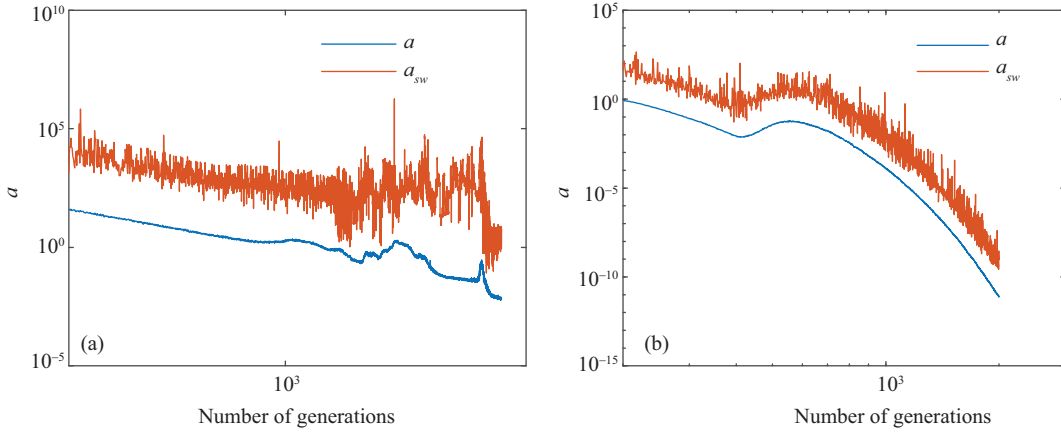 10^10
10^5
10^0
10^-5
a
a
a_sw
(a)
10^3
Number of generations
10^5
10^0
10^-5
10^-10
10^-15
a
a
a_sw
(b)
10^3
Number of generations